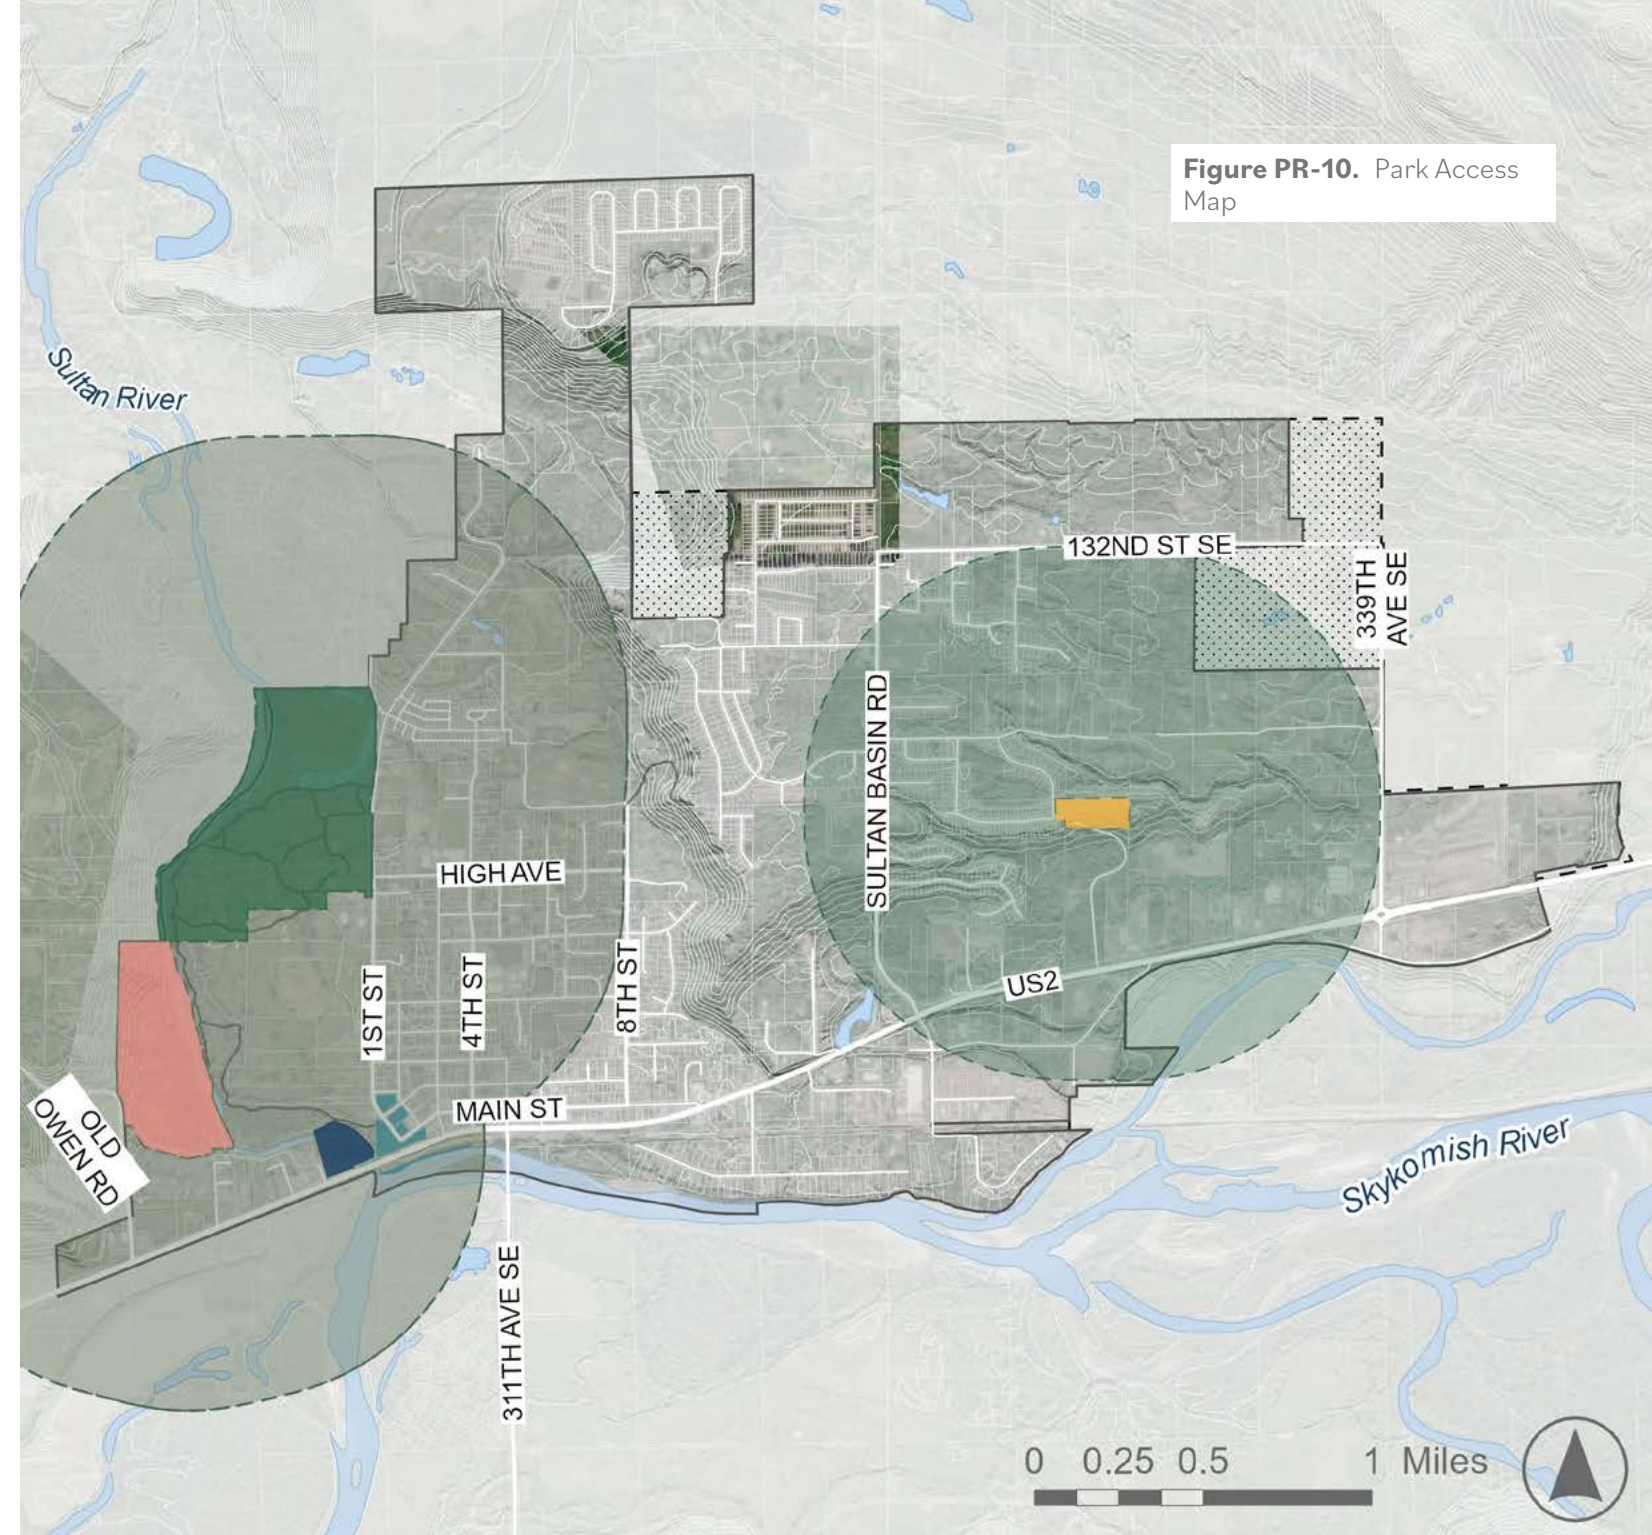 Figure PR-10. Park Access
Map
Sultan River
132ND ST SE
339TH
AVE SE
SULTAN BASIN RD
HIGH AVE
1ST ST
4TH ST
8TH ST
US2
MAIN ST
OLD
OWEN RD
Skykomish River
311TH AVE SE
0 0.25 0.5 1 Miles